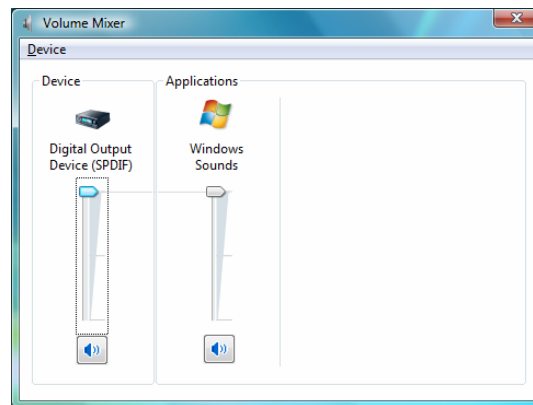 Volume Mixer
Device
Device
Applications
Digital Output
Device (SPDIF)
Windows
Sounds